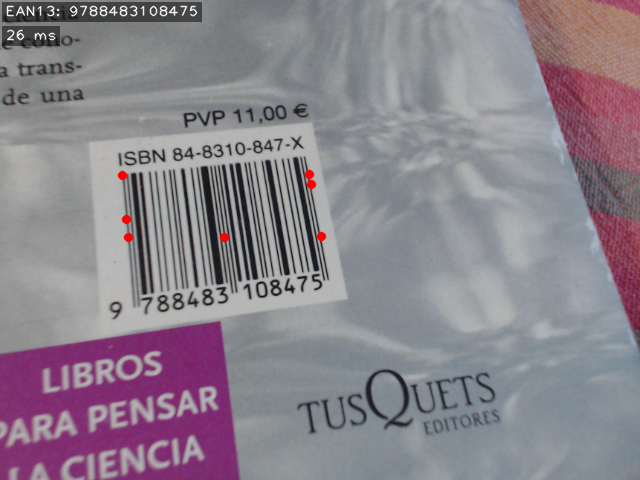 EAN13: 9788483108475
26 ms
a trans-
de una
PVP 11,00 €
ISBN 84-8310-847-X
9 788483 108475
LIBROS
PARA PENSAR
LA CIENCIA
TUSQUETS
EDITORES